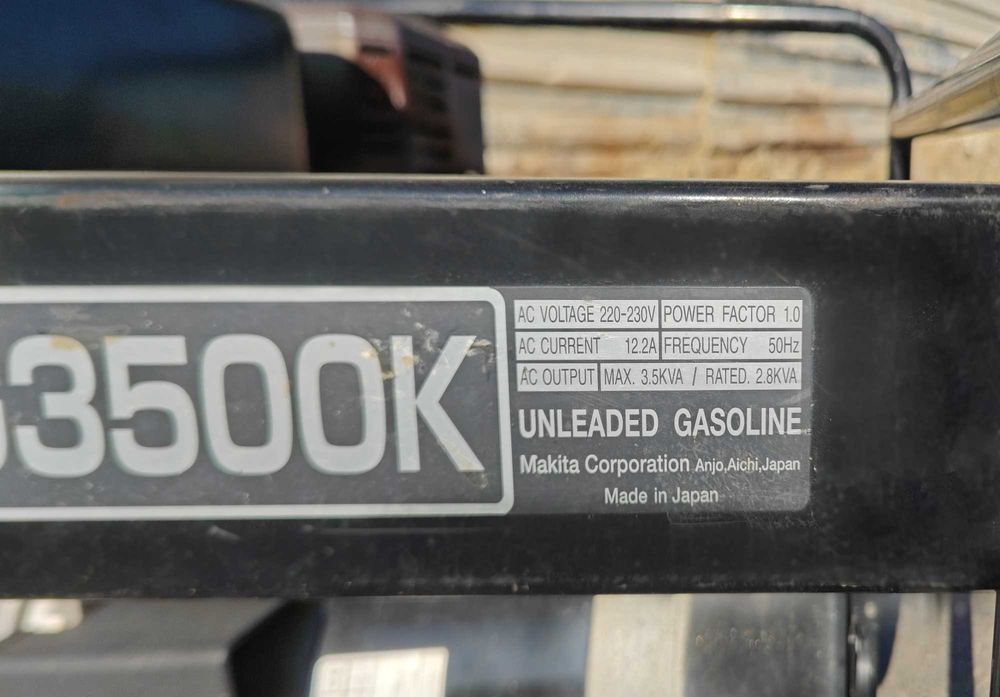 3500K
AC VOLTAGE 220-230V POWER FACTOR 1.0
AC CURRENT 12.2A FREQUENCY 50Hz
AC OUTPUT MAX. 3.5KVA / RATED. 2.8KVA
UNLEADED GASOLINE
Makita Corporation Anjo,Aichi,Japan
Made in Japan